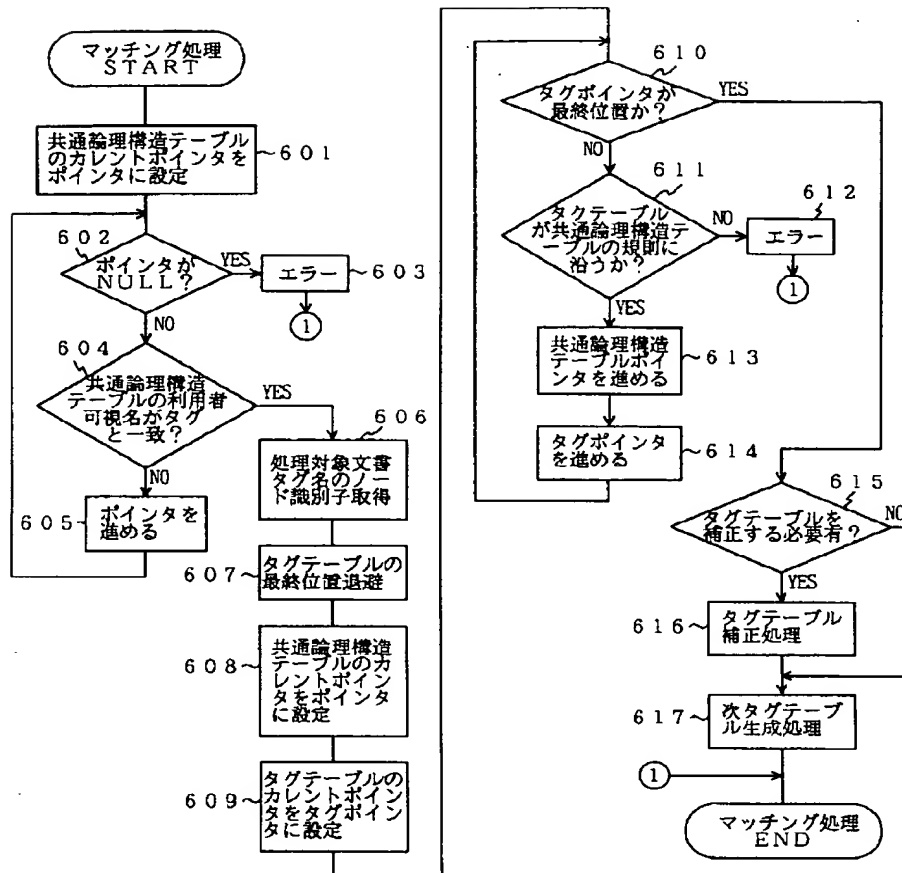 マッチング処理
START
共通論理構造テーブル
のカレントポインタを
ポインタに設定
601
602
ポインタが
NULL?
YES
エラー
603
1
NO
604
共通論理構造
テーブルの利用者
可視名がタグ
と一致?
YES
NO
605
ポインタを
進める
606
処理対象文書
タグ名のノー
ド識別子取得
607
タグテーブルの
最終位置退避
608
共通論理構造
テーブルのカ
レントポイン
タをポインタ
に設定
609
タグテーブルの
カレントポイン
タをタグポイン
タに設定
610
タグポインタが
最終位置か?
YES
NO
611
タクテーブル
が共通論理構造テ
ーブルの規則に
沿うか?
NO
612
エラー
1
YES
共通論理構造
テーブルポイ
ンタを進める
613
タグポインタ
を進める
614
615
タグテーブルを
補正する必要有?
NO
YES
616
タグテーブル
補正処理
617
次タグテーブ
ル生成処理
1
マッチング処理
END